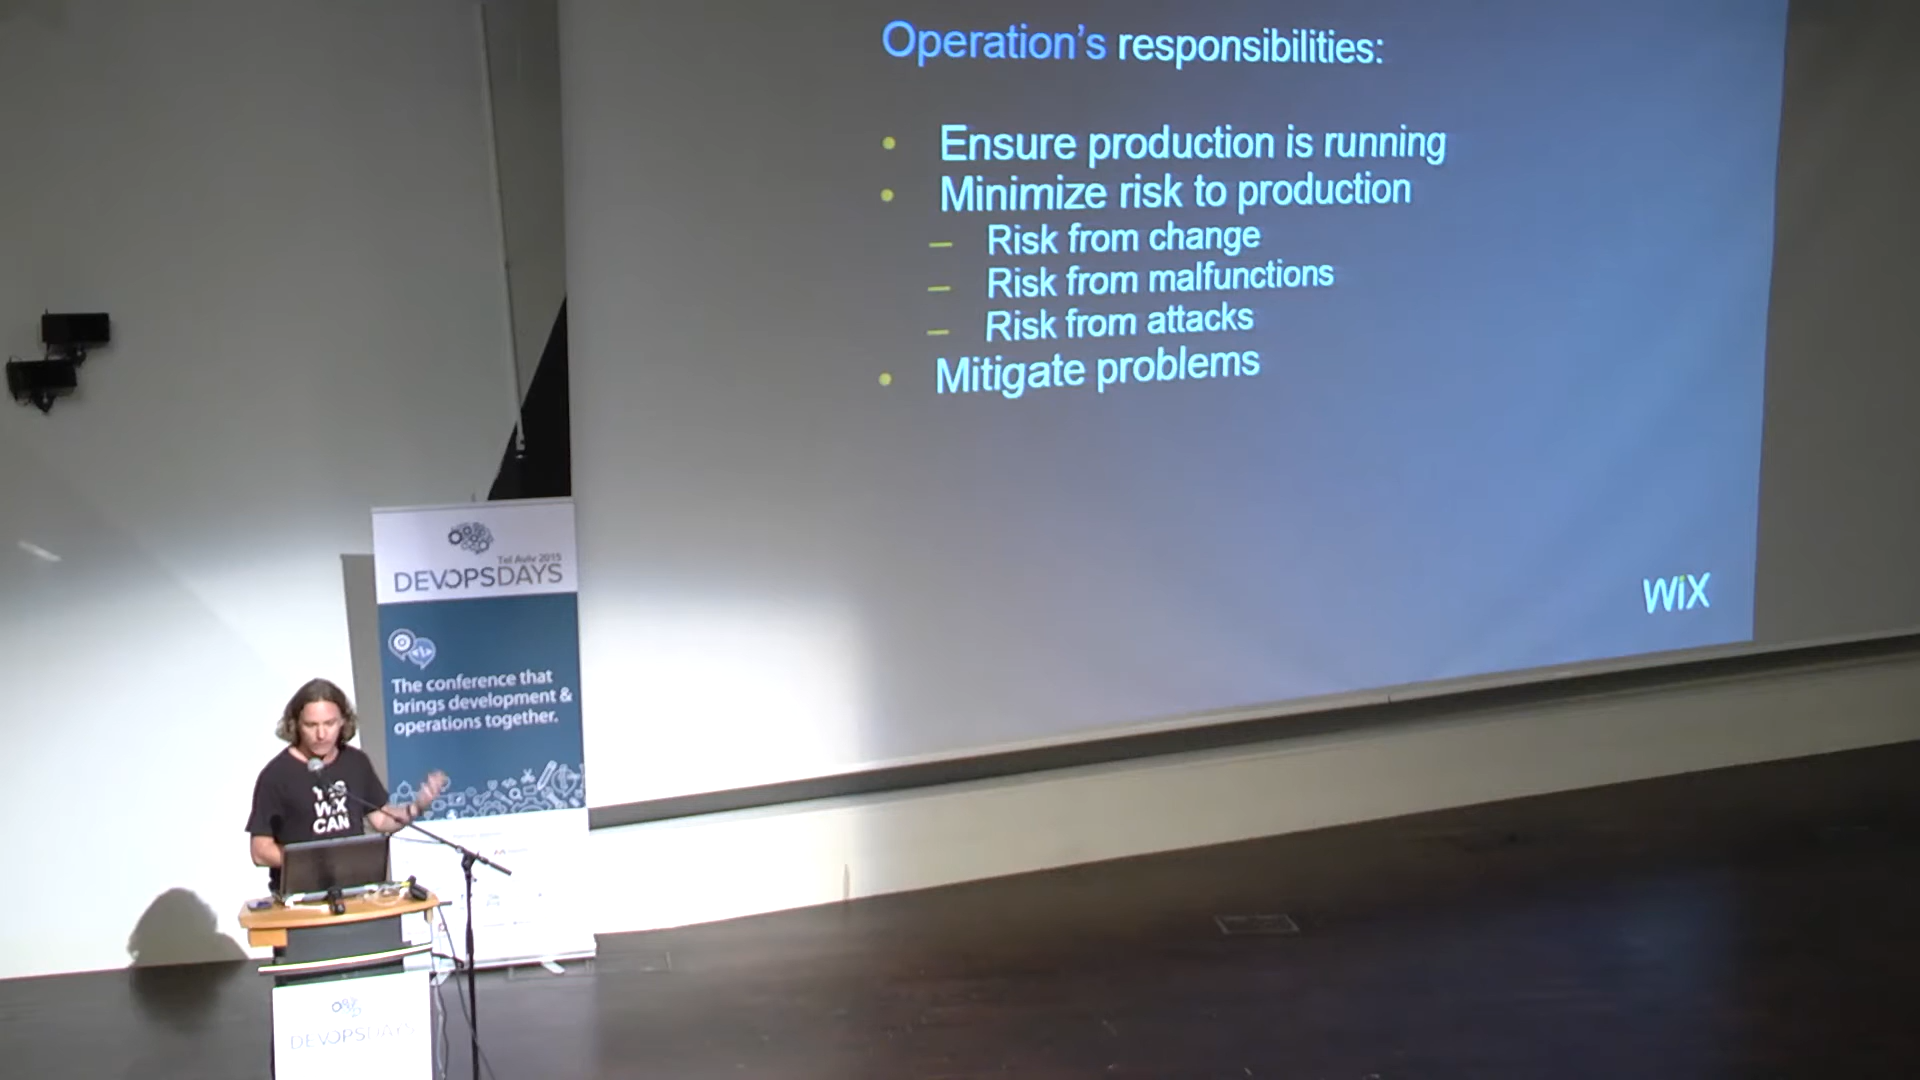 Operation's responsibilities:
• Ensure production is running
• Minimize risk to production
– Risk from change
– Risk from malfunctions
– Risk from attacks
• Mitigate problems
WiX
Tel Aviv 2015
DEVOPSDAYS
</>
The conference that
brings development &
operations together.
YES
WIX
CAN
DEVOPSDAYS